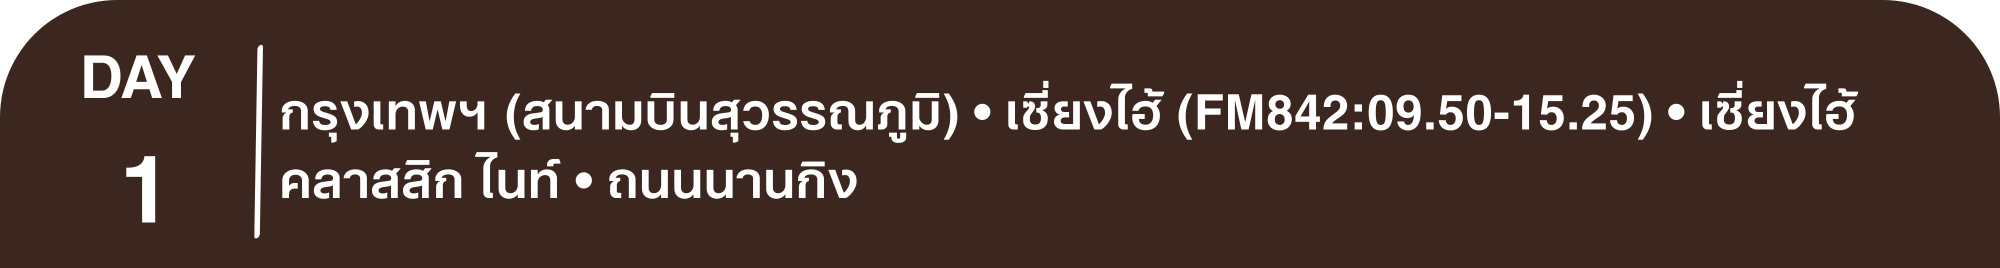 DAY
1
กรุงเทพฯ (สนามบินสุวรรณภูมิ) • เซี่ยงไฮ้ (FM842:09.50-15.25) • เซี่ยงไฮ้
คลาสสิก ไนท์ • ถนนนานกิง